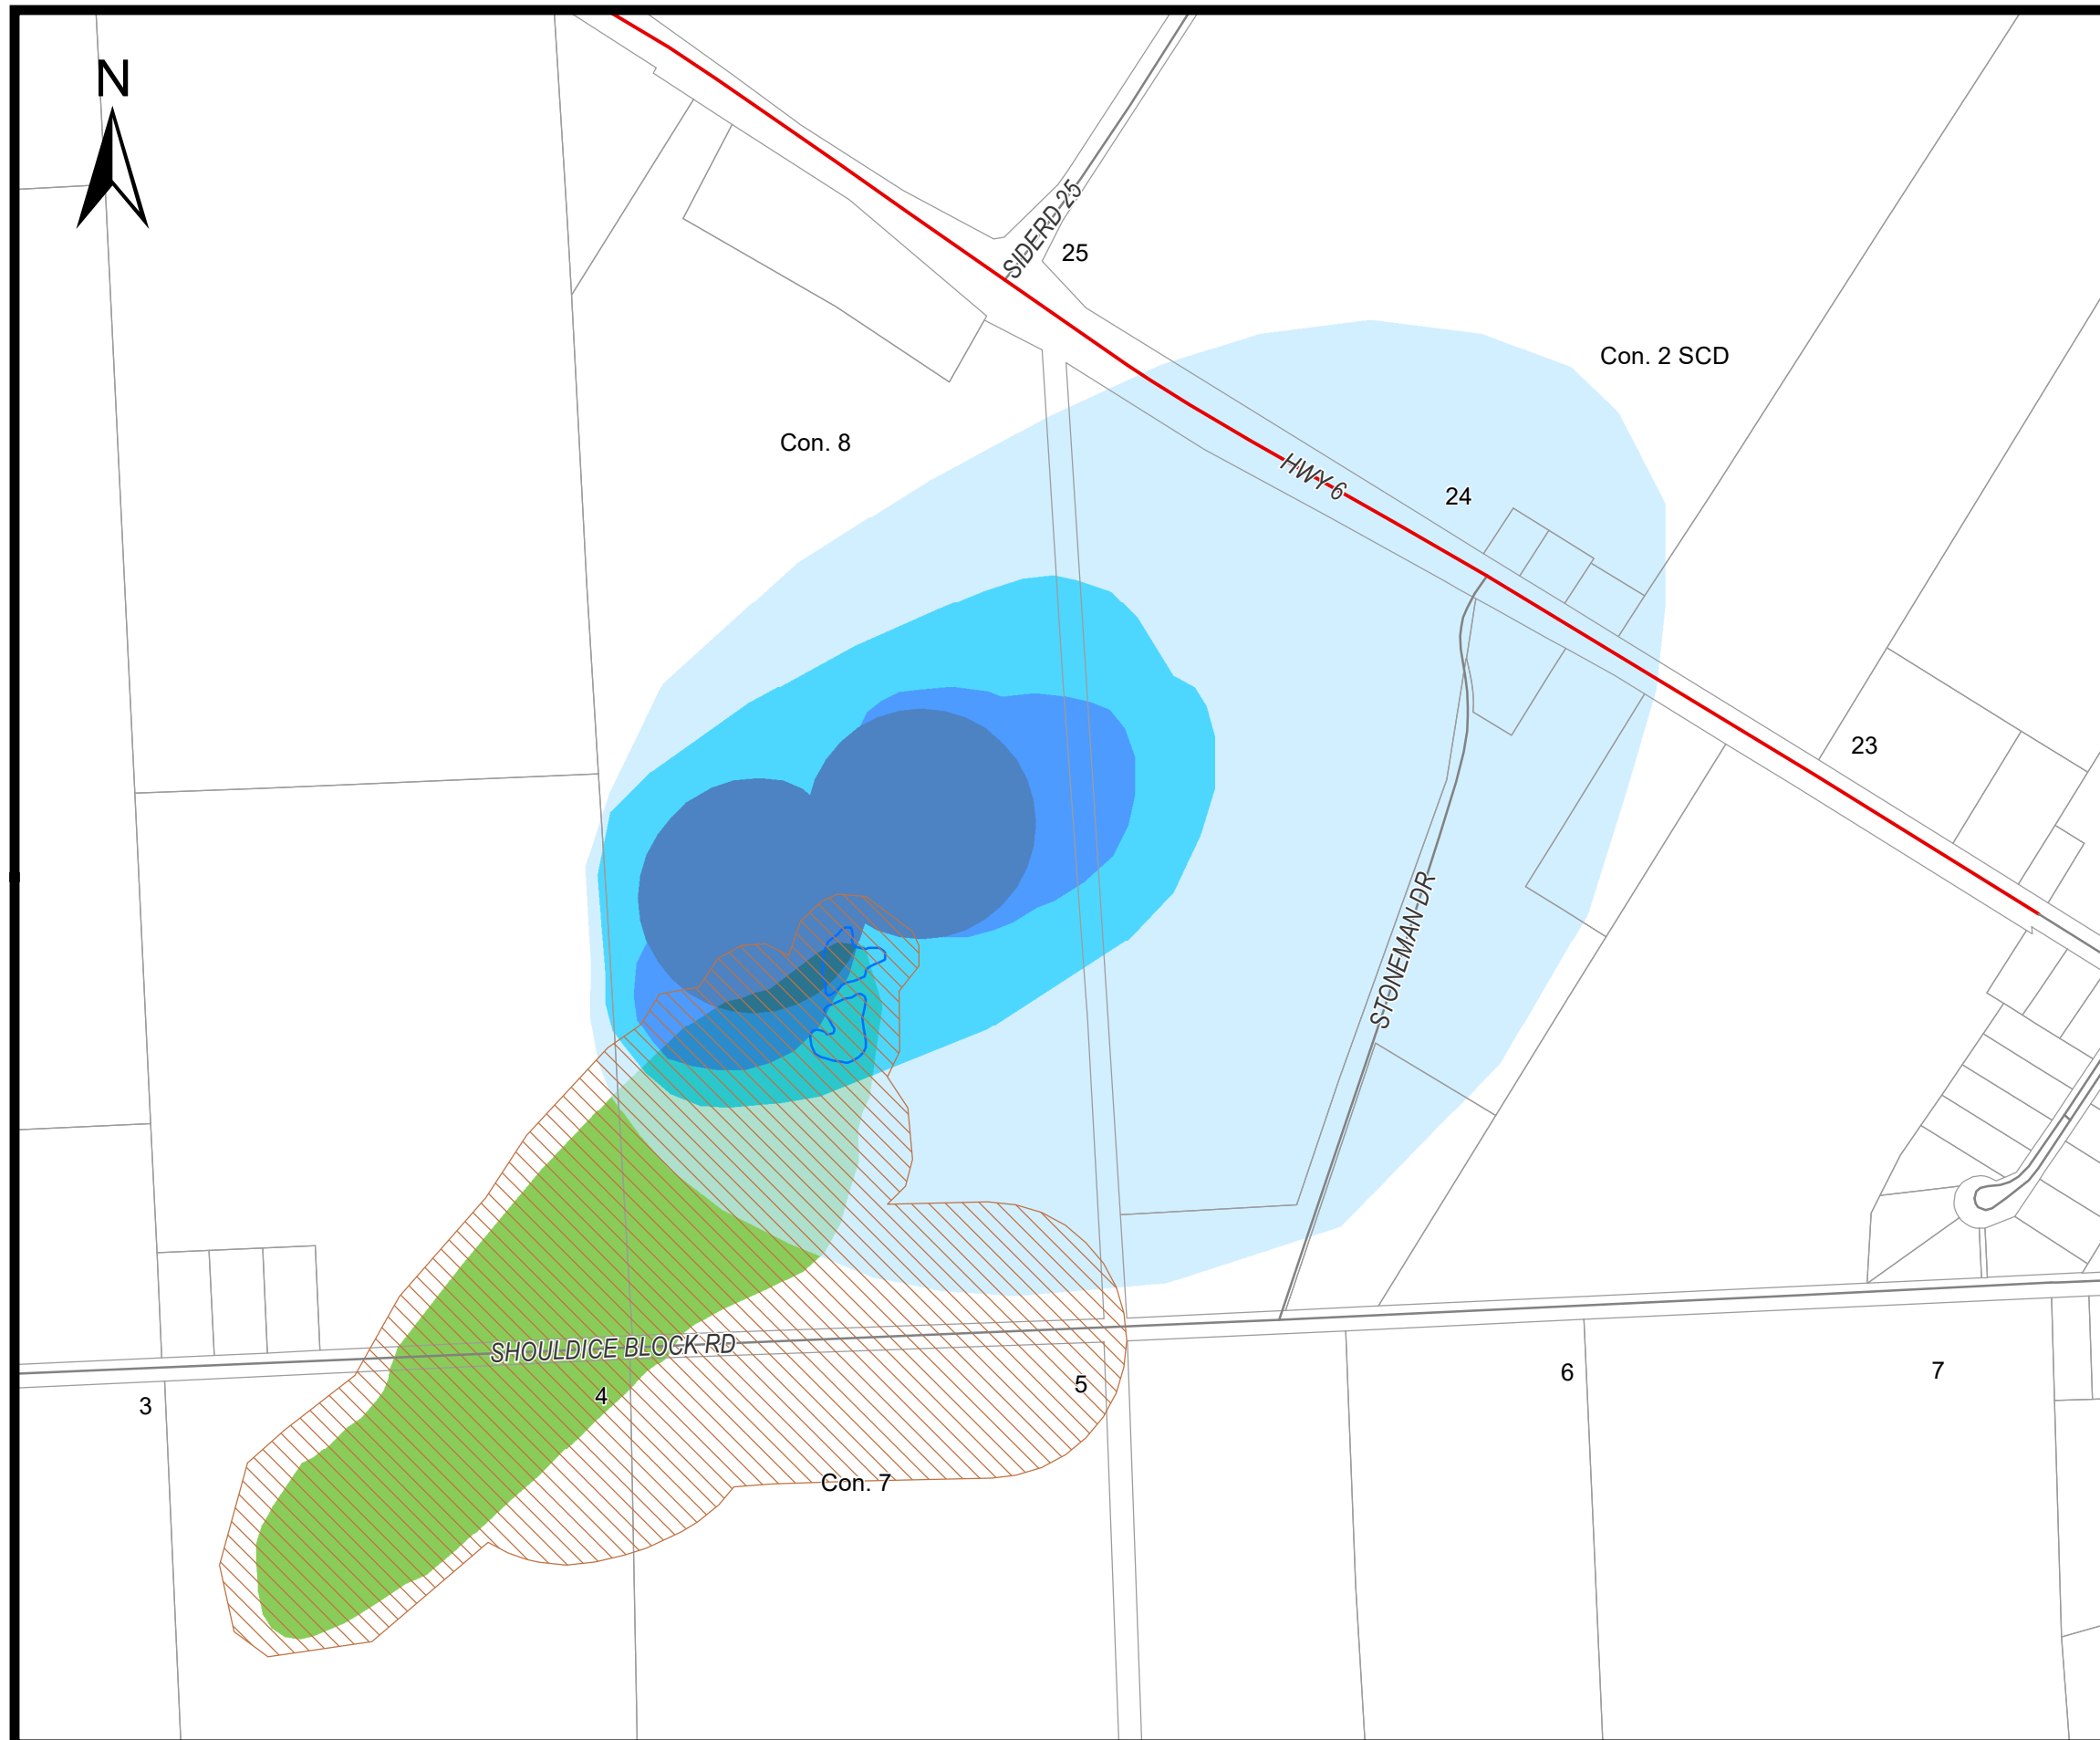 N
SIDERD 25
25
Con. 2 SCD
Con. 8
HWY 6
24
23
STONEMAN DR
SHOULDICE BLOCK RD
3
4
5
6
7
Con. 7